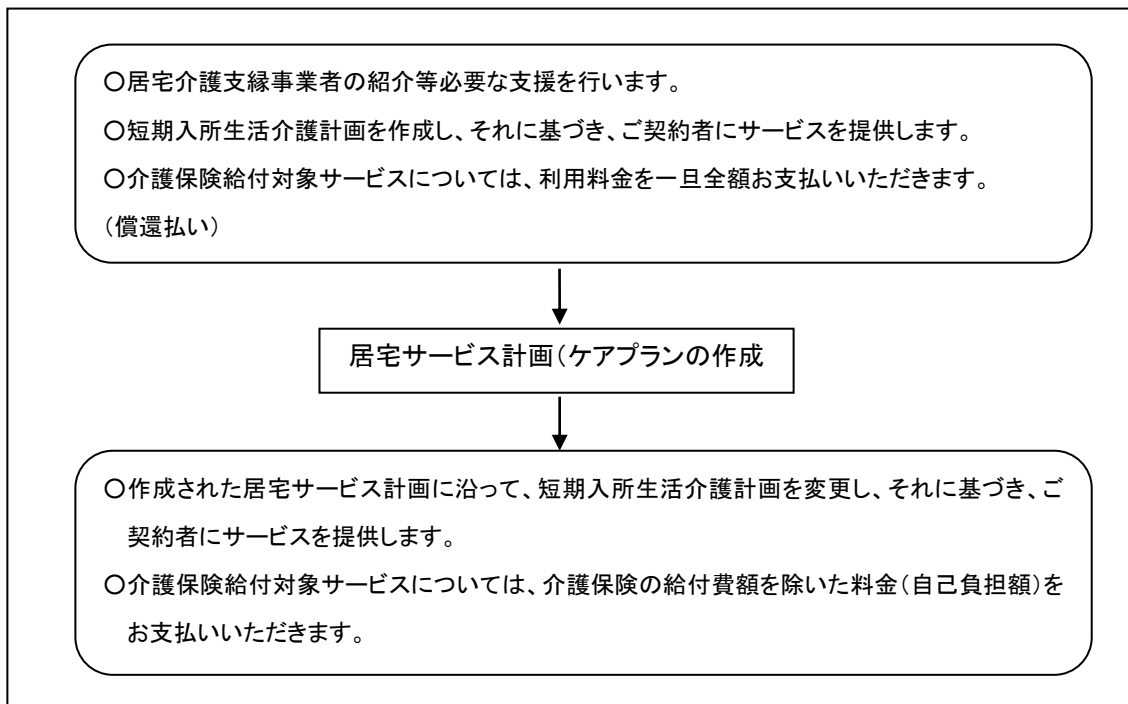 ○居宅介護支縁事業者の紹介等必要な支援を行います。
○短期入所生活介護計画を作成し、それに基づき、ご契約者にサービスを提供します。
○介護保険給付対象サービスについては、利用料金を一旦全額お支払いいただきます。
（償還払い）
居宅サービス計画（ケアプランの作成
○作成された居宅サービス計画に沿って、短期入所生活介護計画を変更し、それに基づき、ご
契約者にサービスを提供します。
○介護保険給付対象サービスについては、介護保険の給付費額を除いた料金（自己負担額）を
お支払いいただきます。